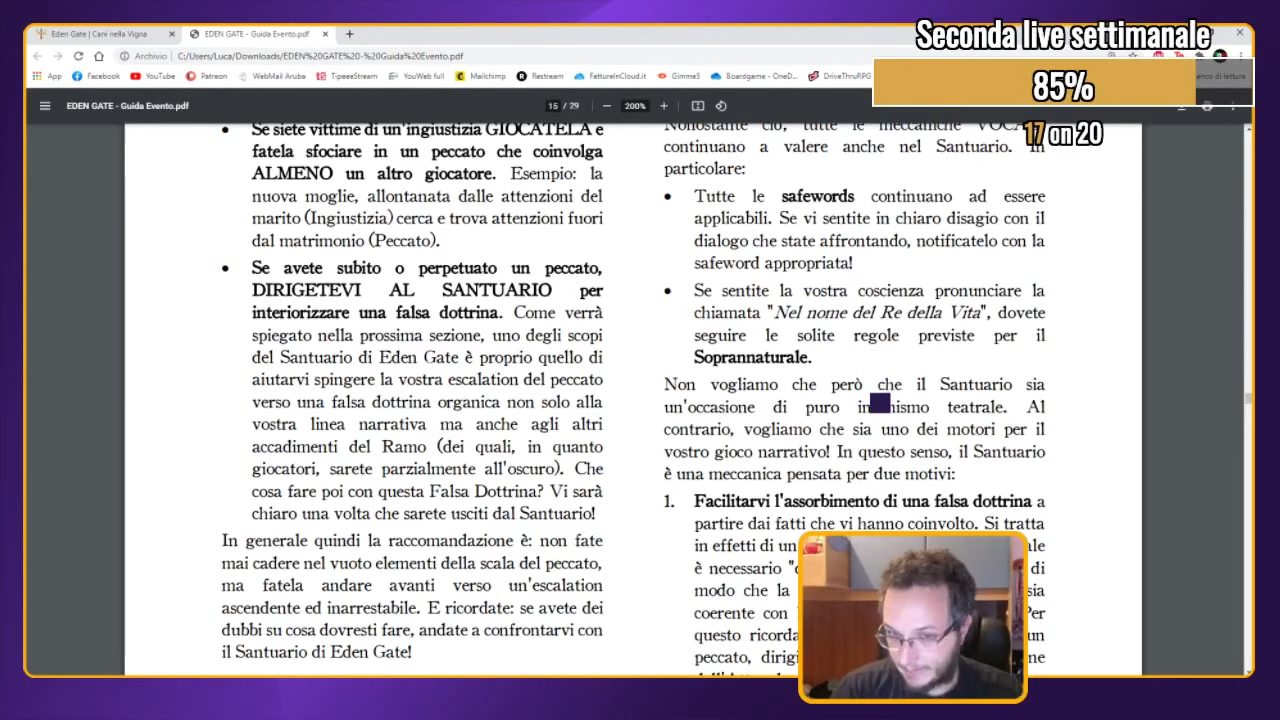 Seconda live settimanale
85%
17 on 20
Eden Gate | Cani nella Vigna
EDEN GATE - Guida Evento.pdf
Archivio
C:/Users/Luca/Downloads/EDEN%20GATE%20-%20Guida%20Evento.pdf
App
Facebook
YouTube
Patreon
WebMail Aruba
TipeeeStream
YouWeb full
Mailchimp
Restream
FattureInCloud.it
Gimme5
Boardgame - OneD...
DriveThruRPG
di lettura
EDEN GATE - Guida Evento.pdf
15 / 29
200%
• Se siete vittime di un'ingiustizia GIOCATELA e
fatela sfociare in un peccato che coinvolga
ALMENO un altro giocatore. Esempio: la
nuova moglie, allontanata dalle attenzioni del
marito (Ingiustizia) cerca e trova attenzioni fuori
dal matrimonio (Peccato).
• Se avete subito o perpetuato un peccato,
DIRIGETEVI AL SANTUARIO per
interiorizzare una falsa dottrina. Come verrà
spiegato nella prossima sezione, uno degli scopi
del Santuario di Eden Gate è proprio quello di
aiutarvi spingere la vostra escalation del peccato
verso una falsa dottrina organica non solo alla
vostra linea narrativa ma anche agli altri
accadimenti del Ramo (dei quali, in quanto
giocatori, sarete parzialmente all'oscuro). Che
cosa fare poi con questa Falsa Dottrina? Vi sarà
chiaro una volta che sarete usciti dal Santuario!
In generale quindi la raccomandazione è: non fate
mai cadere nel vuoto elementi della scala del peccato,
ma fatela andare avanti verso un'escalation
ascendente ed inarrestabile. E ricordate: se avete dei
dubbi su cosa dovresti fare, andate a confrontarvi con
il Santuario di Eden Gate!
Nonostante ciò, tutte le meccaniche
continuano a valere anche nel Santuario. In
particolare:
• Tutte le safewords continuano ad essere
applicabili. Se vi sentite in chiaro disagio con il
dialogo che state affrontando, notificatelo con la
safeword appropriata!
• Se sentite la vostra coscienza pronunciare la
chiamata "Nel nome del Re della Vita", dovete
seguire le solite regole previste per il
Soprannaturale.
Non vogliamo che però che il Santuario sia
un'occasione di puro teatrale. Al
contrario, vogliamo che sia uno dei motori per il
vostro gioco narrativo! In questo senso, il Santuario
è una meccanica pensata per due motivi:
1. Facilitarvi l'assorbimento di una falsa dottrina a
partire dai fatti che vi hanno coinvolto. Si tratta
in effetti di un
è necessario di
modo che la sia
coerente con
questo un
peccato,